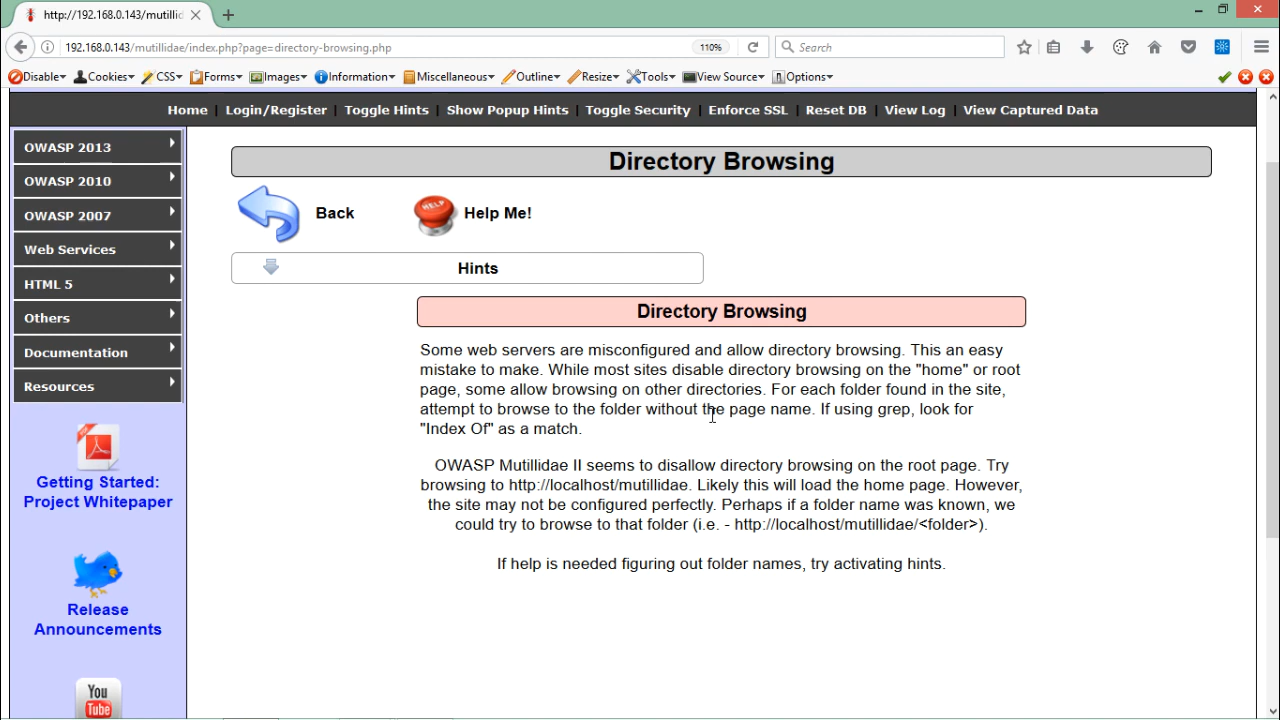 http://192.168.0.143/mutillid
192.168.0.143/mutillidae/index.php?page=directory-browsing.php
110%
Search
Disable
Cookies
CSS
Forms
Images
Information
Miscellaneous
Outline
Resize
Tools
View Source
Options
Home | Login/Register | Toggle Hints | Show Popup Hints | Toggle Security | Enforce SSL | Reset DB | View Log | View Captured Data
OWASP 2013
OWASP 2010
OWASP 2007
Web Services
HTML 5
Others
Documentation
Resources
Getting Started:
Project Whitepaper
Release
Announcements
You
Tube
Directory Browsing
Back
HELP
Help Me!
Hints
Directory Browsing
Some web servers are misconfigured and allow directory browsing. This an easy
mistake to make. While most sites disable directory browsing on the "home" or root
page, some allow browsing on other directories. For each folder found in the site,
attempt to browse to the folder without the page name. If using grep, look for
"Index Of" as a match.
OWASP Mutillidae II seems to disallow directory browsing on the root page. Try
browsing to http://localhost/mutillidae. Likely this will load the home page. However,
the site may not be configured perfectly. Perhaps if a folder name was known, we
could try to browse to that folder (i.e. - http://localhost/mutillidae/<folder>).
If help is needed figuring out folder names, try activating hints.